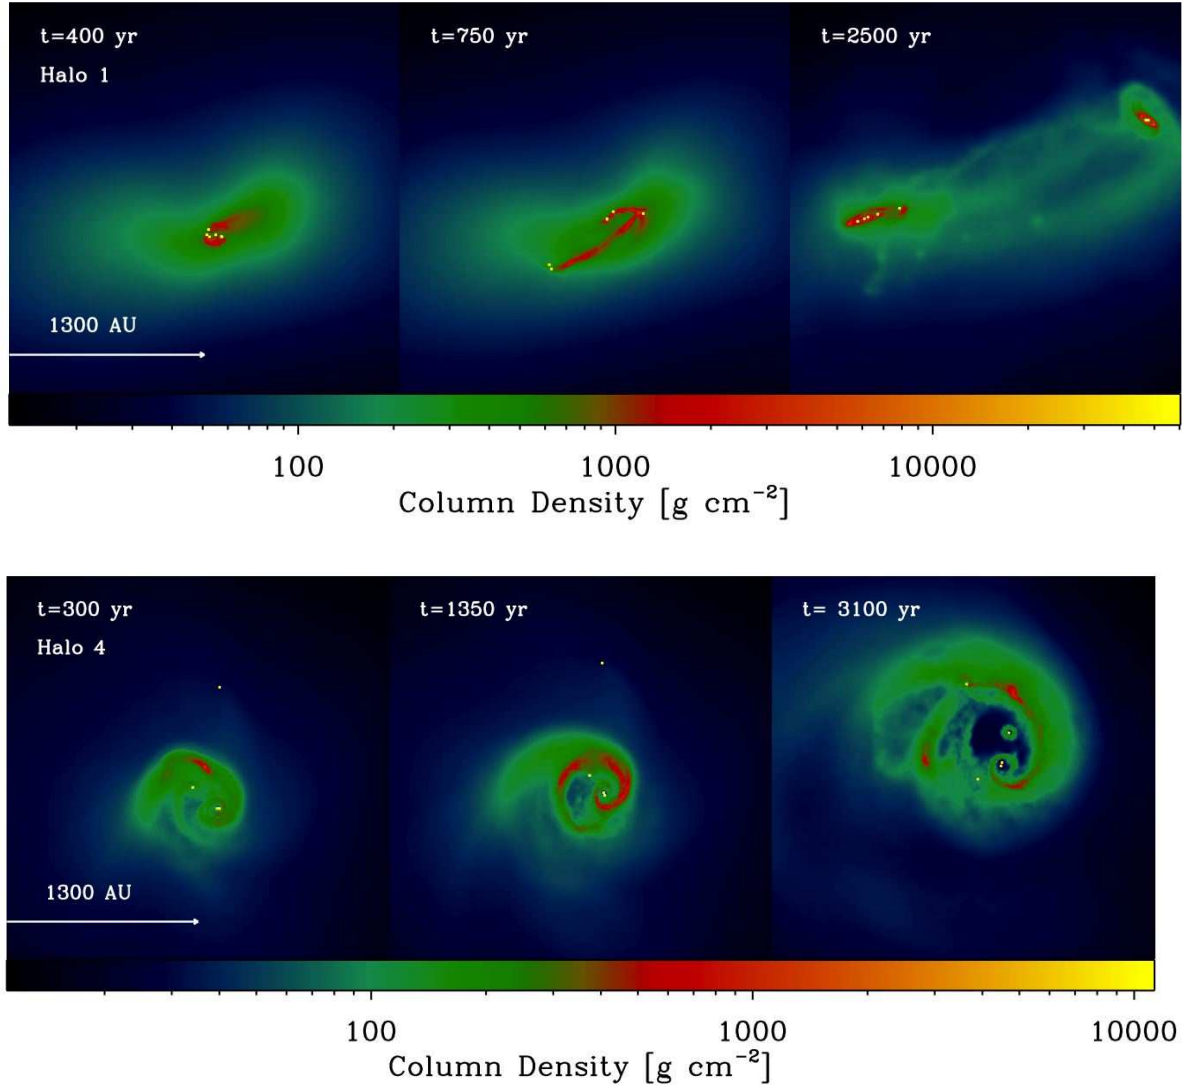 t=400 yr t=750 yr t=2500 yr
Halo 1
1300 AU
100 1000 10000
Column Density [g cm⁻²]
t=300 yr t=1350 yr t= 3100 yr
Halo 4
1300 AU
100 1000 10000
Column Density [g cm⁻²]